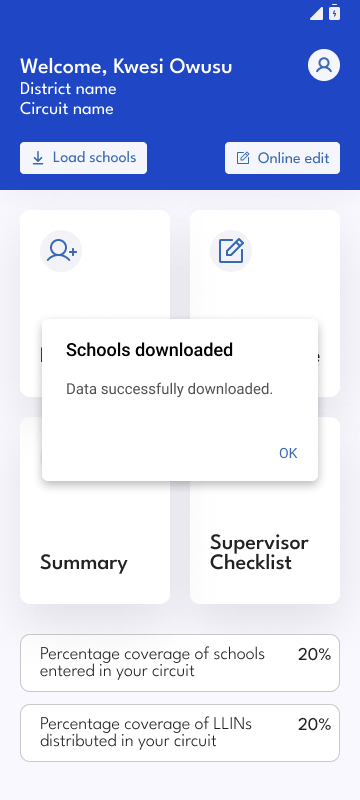 Welcome, Kwesi Owusu
District name
Circuit name
Load schools
Online edit
Schools downloaded
Data successfully downloaded.
OK
Summary
Supervisor
Checklist
Percentage coverage of schools
entered in your circuit
20%
Percentage coverage of LLINs
distributed in your circuit
20%